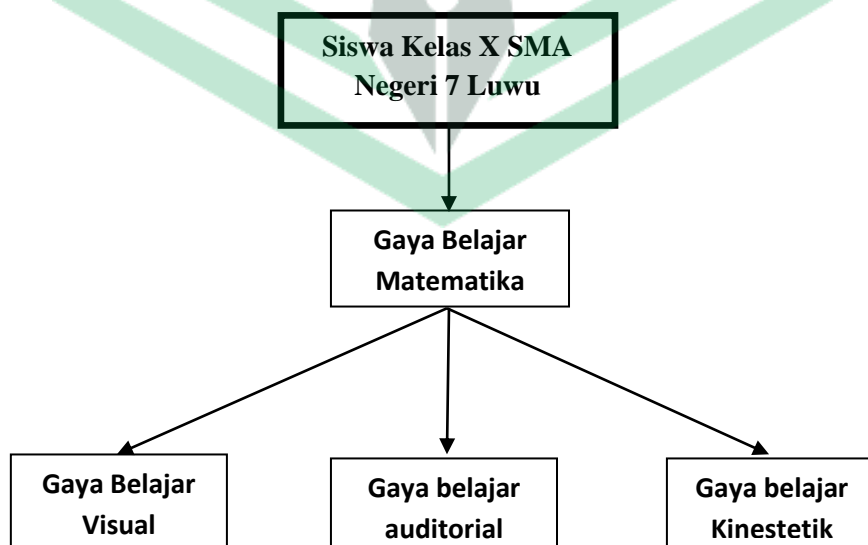 Siswa Kelas X SMA
Negeri 7 Luwu
Gaya Belajar
Matematika
Gaya Belajar
Visual
Gaya belajar
auditorial
Gaya belajar
Kinestetik